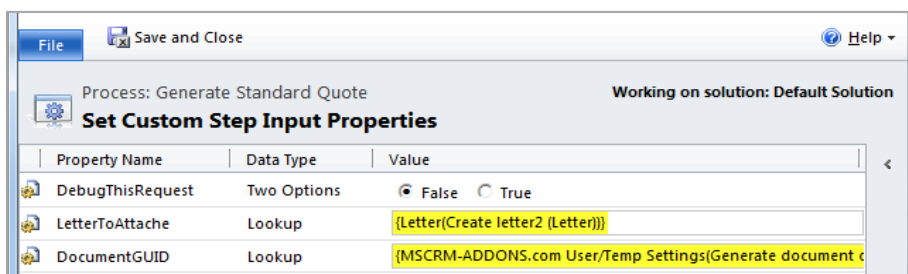 File Save and Close Help
Process: Generate Standard Quote Working on solution: Default Solution
Set Custom Step Input Properties
Property Name Data Type Value
DebugThisRequest Two Options False True
LetterToAttache Lookup {Letter(Create letter2 (Letter))}
DocumentGUID Lookup {MSCRM-ADDONS.com User/Temp Settings(Generate document